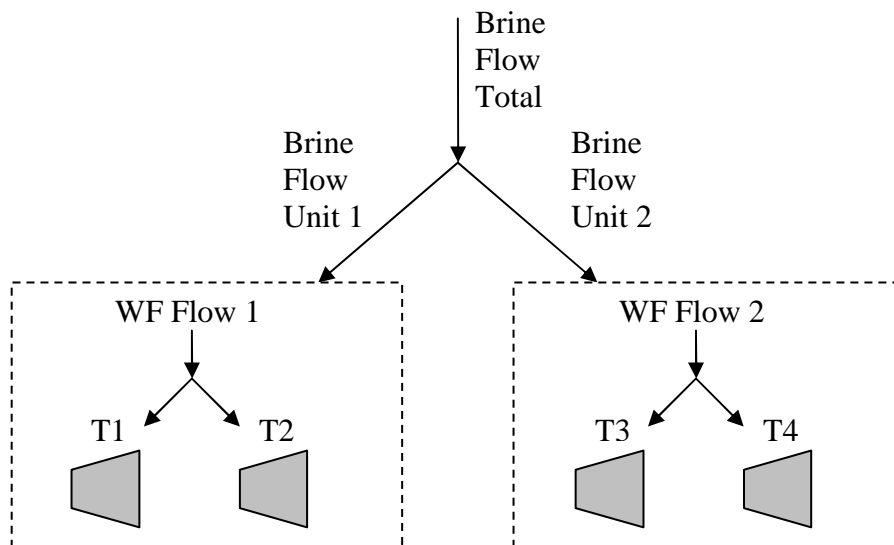 Brine
Flow
Total
Brine
Flow
Unit 1
Brine
Flow
Unit 2
WF Flow 1
WF Flow 2
T1
T2
T3
T4